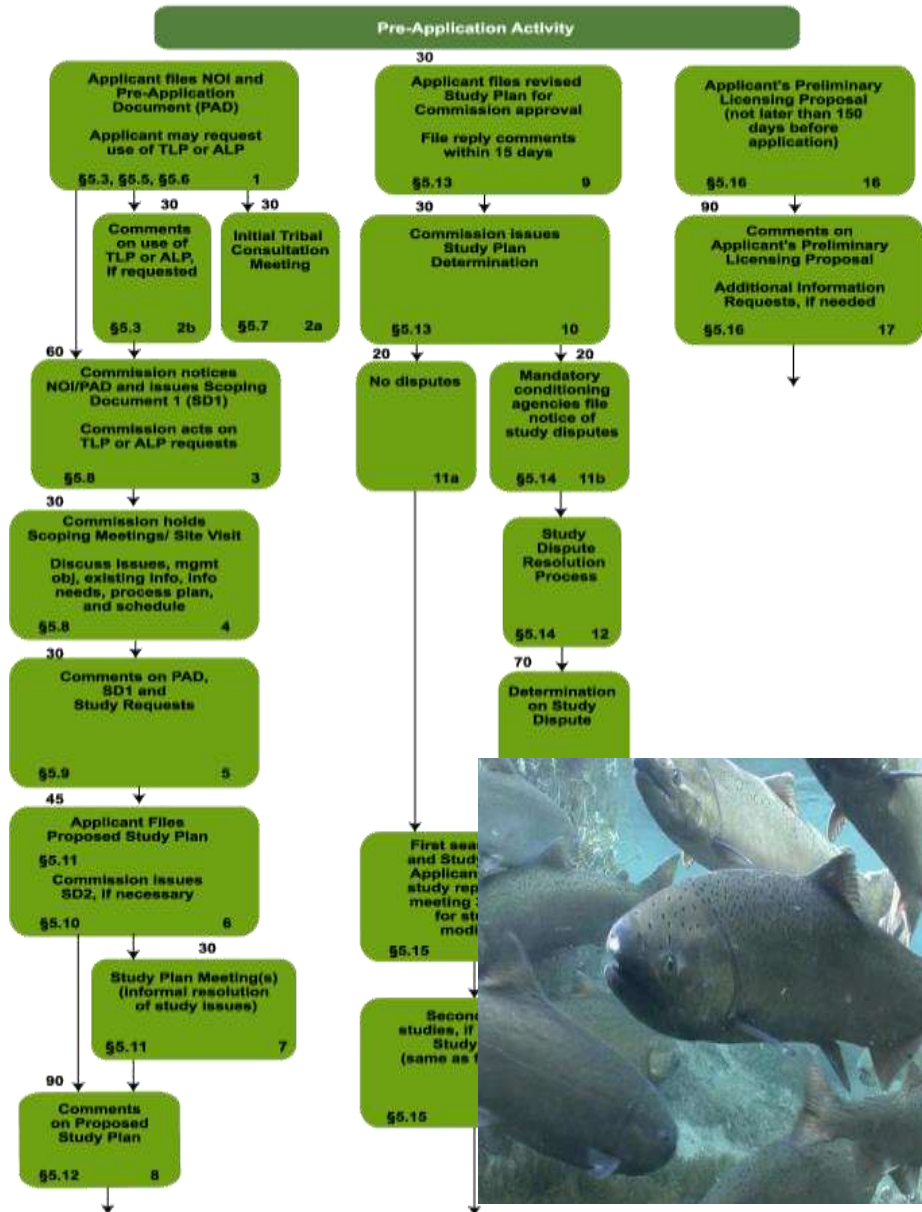 Pre-Application Activity
Applicant files NOI and
Pre-Application
Document (PAD)
Applicant may request
use of TLP or ALP
§5.3, §5.5, §5.6 1
30
Comments
on use of
TLP or ALP,
if requested
§5.3 2b
30
Initial Tribal
Consultation
Meeting
§5.7 2a
60
Commission notices
NOI/PAD and issues Scoping
Document 1 (SD1)
Commission acts on
TLP or ALP requests
§5.8 3
30
Commission holds
Scoping Meetings/ Site Visit
Discuss issues, mgmt
obj, existing info, info
needs, process plan,
and schedule
§5.8 4
30
Comments on PAD,
SD1 and
Study Requests
§5.9 5
45
Applicant Files
Proposed Study Plan
§5.11
Commission issues
SD2, if necessary
§5.10 6
30
Study Plan Meeting(s)
(informal resolution
of study issues)
§5.11 7
90
Comments
on Proposed
Study Plan
§5.12 8
30
Applicant files revised
Study Plan for
Commission approval
File reply comments
within 15 days
§5.13 9
30
Commission issues
Study Plan
Determination
§5.13 10
20
No disputes
11a
20
Mandatory
conditioning
agencies file
notice of
study disputes
§5.14 11b
Study
Dispute
Resolution
Process
§5.14 12
70
Determination
on Study
Dispute
First
and Study
study
meeting
for
§5.15
studies, if
Study
(same as
§5.15
Applicant's Preliminary
Licensing Proposal
(not later than 150
days before
application)
§5.16 16
90
Comments on
Applicant's Preliminary
Licensing Proposal
Additional Information
Requests, if needed
§5.16 17